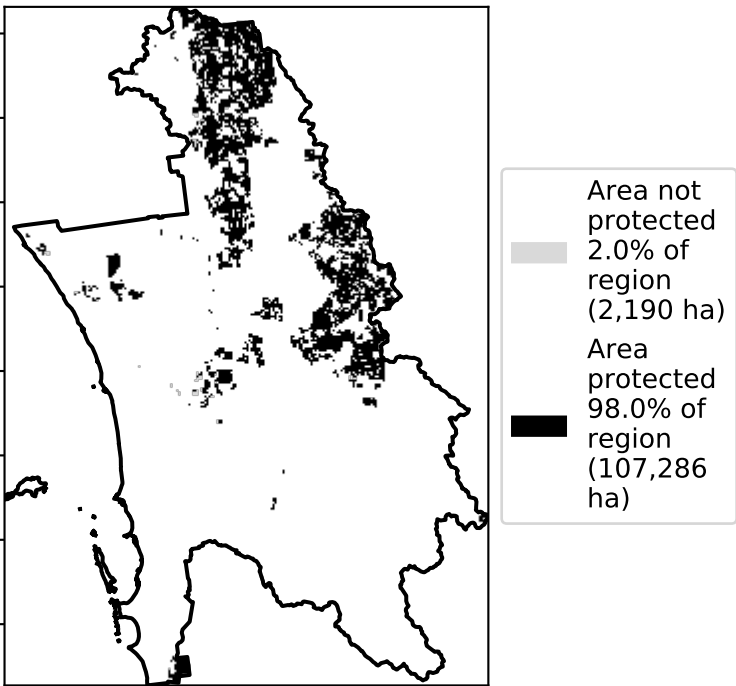 Area not
protected
2.0% of
region
(2,190 ha)
Area
protected
98.0% of
region
(107,286
ha)